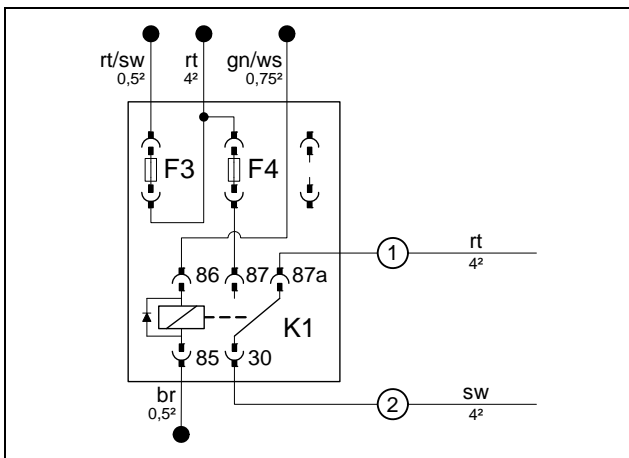 rt/sw rt gn/ws
0,5² 4² 0,75²
F3 F4
1 rt
4²
86 87 87a
K1
85 30
2 sw
4²
br
0,5²